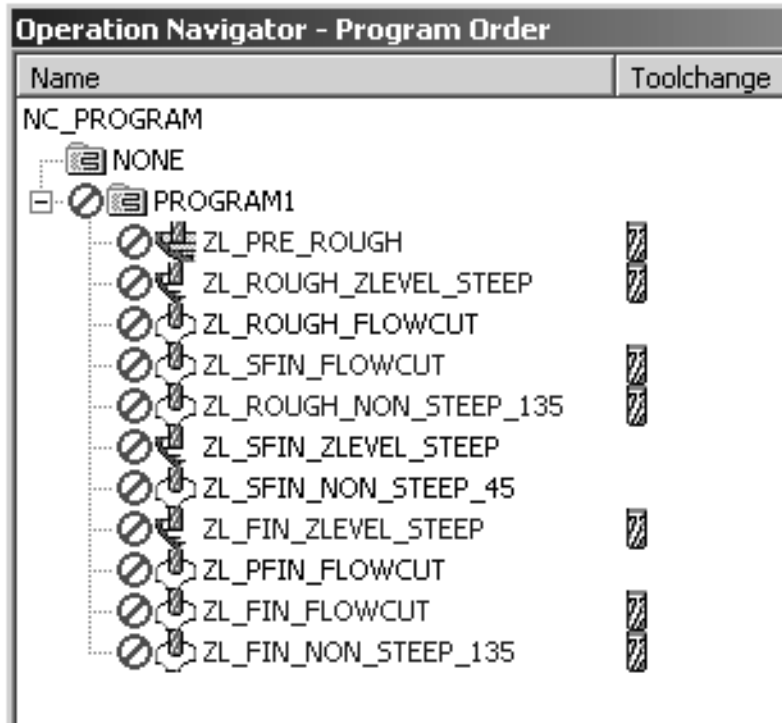 Operation Navigator - Program Order
Name Toolchange
NC_PROGRAM
NONE
PROGRAM1
ZL_PRE_ROUGH
ZL_ROUGH_ZLEVEL_STEEP
ZL_ROUGH_FLOWCUT
ZL_SFIN_FLOWCUT
ZL_ROUGH_NON_STEEP_135
ZL_SFIN_ZLEVEL_STEEP
ZL_SFIN_NON_STEEP_45
ZL_FIN_ZLEVEL_STEEP
ZL_PFIN_FLOWCUT
ZL_FIN_FLOWCUT
ZL_FIN_NON_STEEP_135